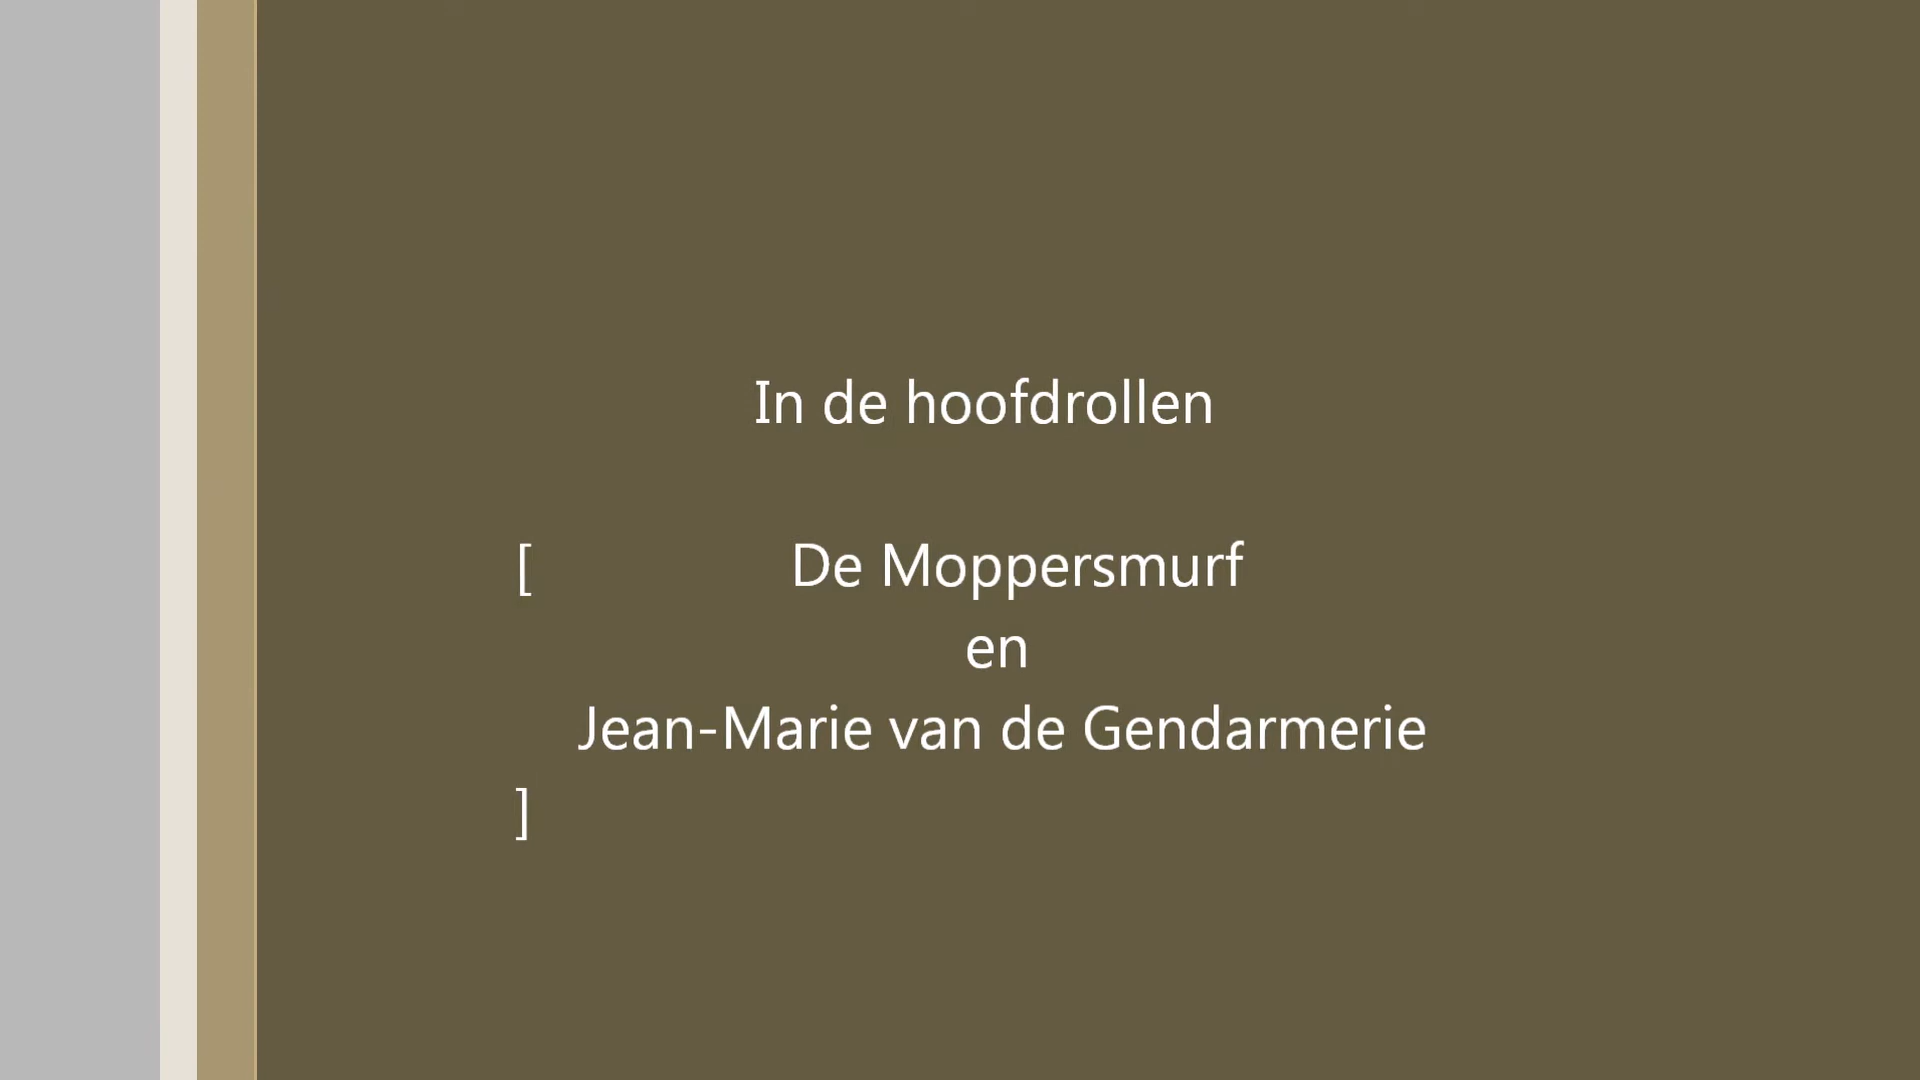 In de hoofdrollen
[ De Moppersmurf
en
Jean-Marie van de Gendarmerie
]